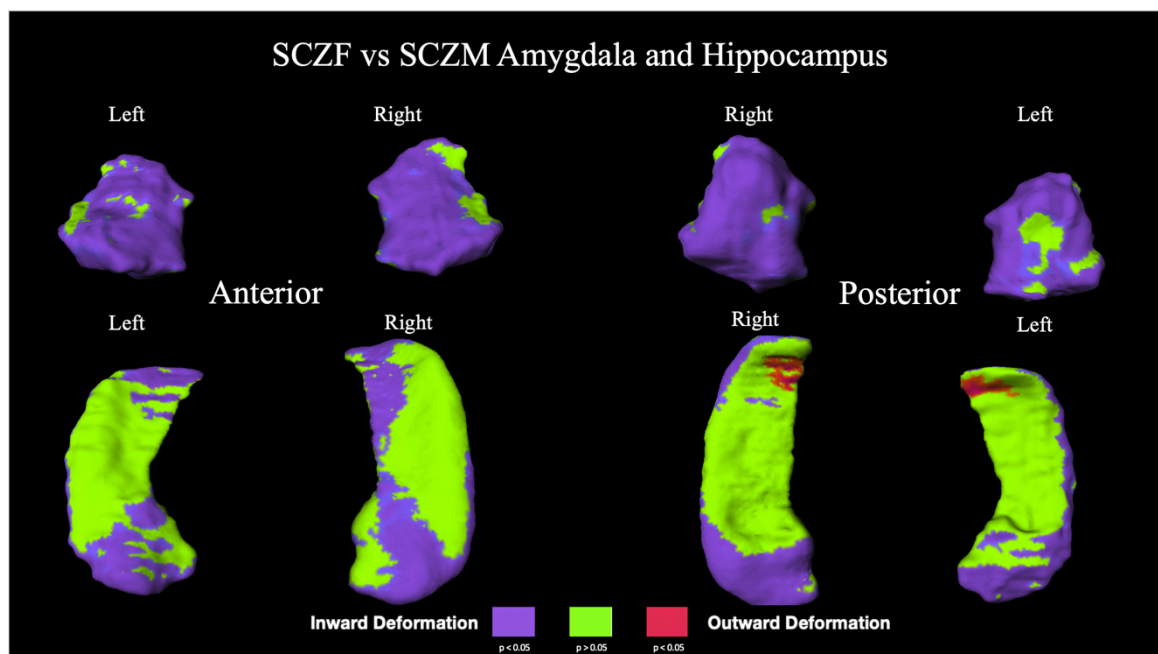 SCZF vs SCZM Amygdala and Hippocampus
Left Right Right Left
Anterior Posterior
Left Right Right Left
Inward Deformation Outward Deformation
p < 0.05 p > 0.05 p < 0.05